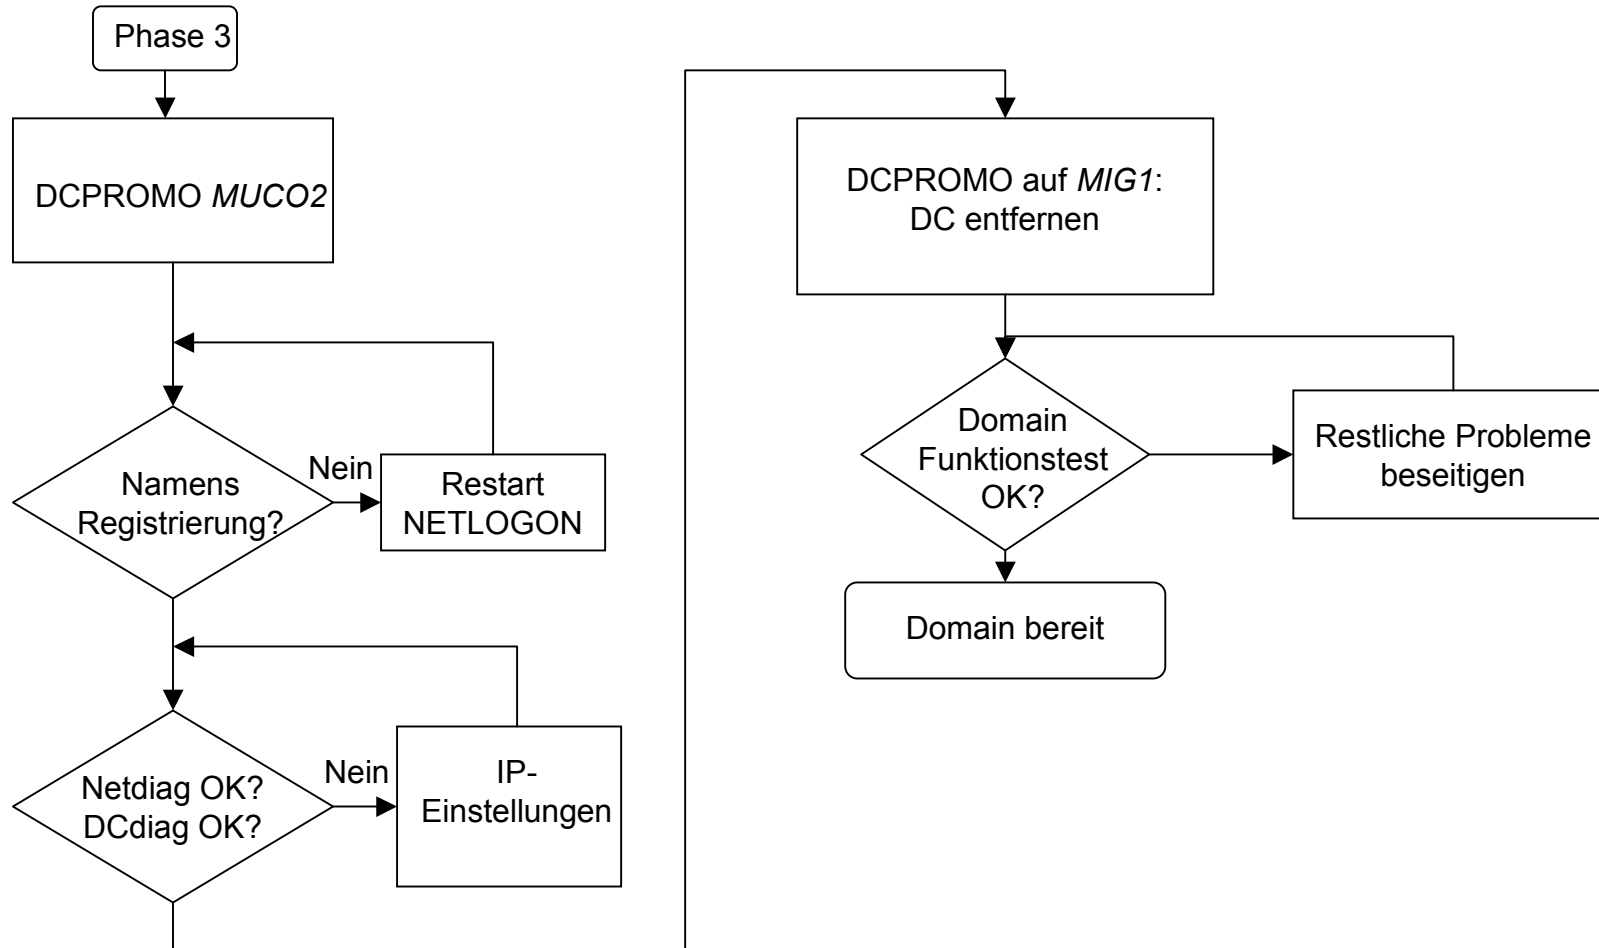 Phase 3
DCPROMO MUCO2
Namens
Registrierung?
Nein
Restart
NETLOGON
Netdiag OK?
DCdiag OK?
Nein
IP-
Einstellungen
DCPROMO auf MIG1:
DC entfernen
Domain
Funktionstest
OK?
Restliche Probleme
beseitigen
Domain bereit